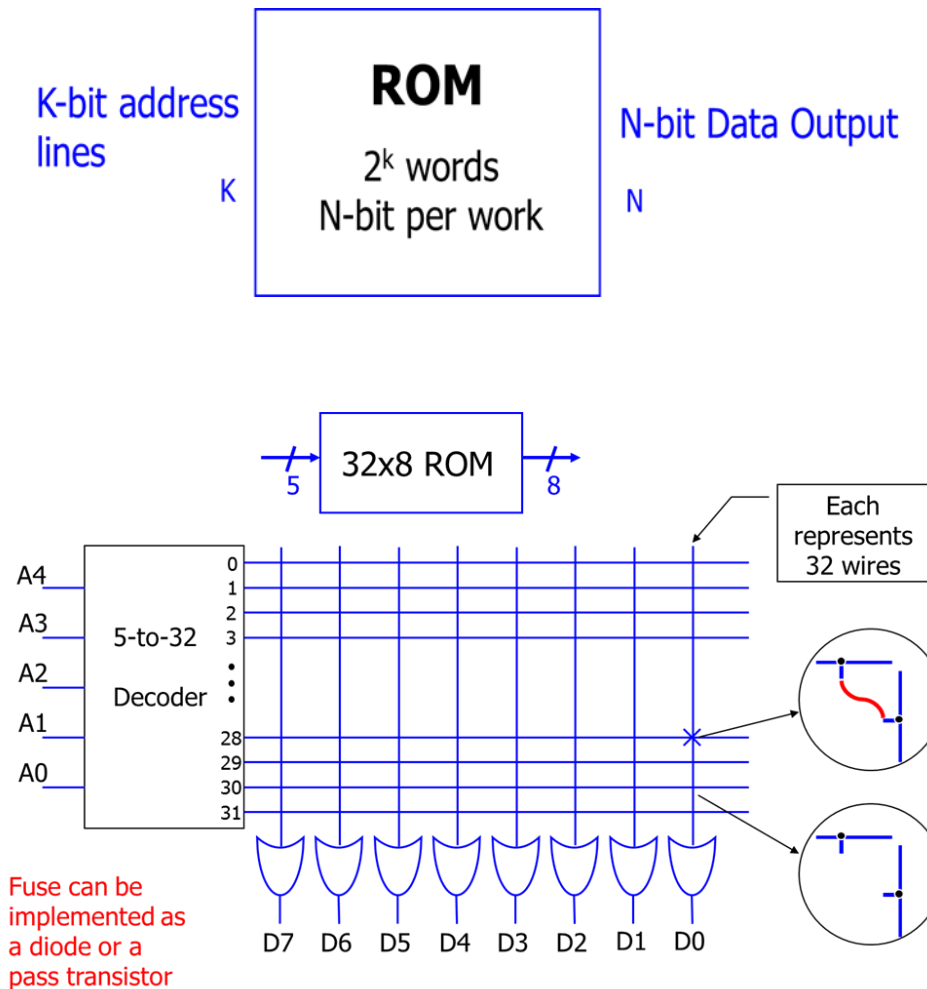 ROM
K-bit address
lines
K
2ᵏ words
N-bit per work
N-bit Data Output
N
32x8 ROM
5
8
Each
represents
32 wires
A4
A3
A2
A1
A0
5-to-32
Decoder
0
1
2
3
28
29
30
31
D7 D6 D5 D4 D3 D2 D1 D0
Fuse can be
implemented as
a diode or a
pass transistor